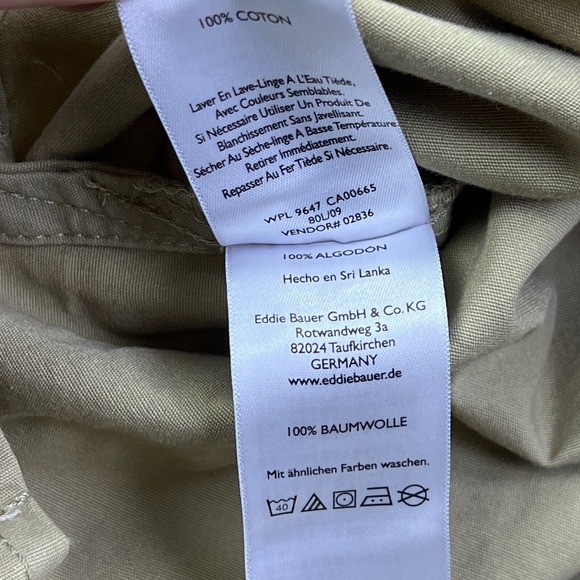 100% COTON
Laver En Lave-Linge A L'Eau Tiède,
Avec Couleurs Semblables.
Si Nécessaire Utiliser Un Produit De
Blanchissement Sans Javellisant.
Sécher Au Sèche-linge A Basse Température
Retirer Immédiatement.
Repasser Au Fer Tiède Si Nécessaire.
WPL 9647 CA00665
80L/09
VENDOR# 02836
100% ALGODÓN
Hecho en Sri Lanka
Eddie Bauer GmbH & Co. KG
Rotwandweg 3a
82024 Taufkirchen
GERMANY
www.eddiebauer.de
100% BAUMWOLLE
Mit ähnlichen Farben waschen.
40